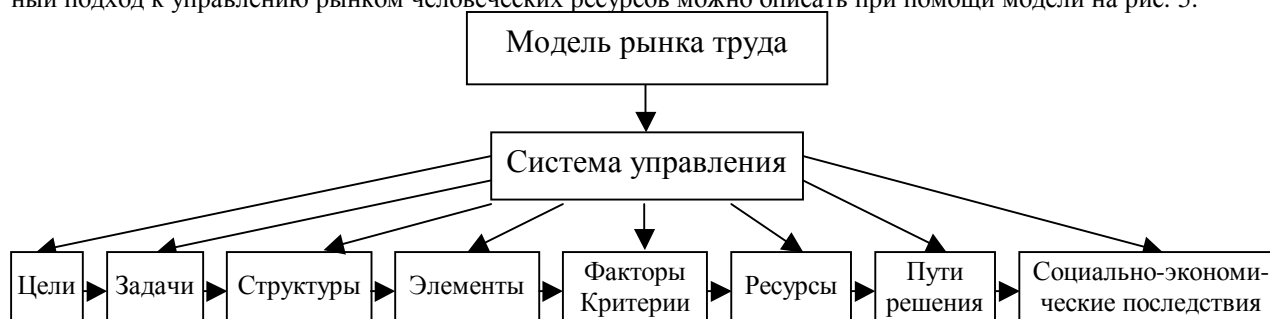 ный подход к управлению рынком человеческих ресурсов можно описать при помощи модели на рис. 3.
Модель рынка труда
Система управления
Цели
Задачи
Структуры
Элементы
Факторы
Критерии
Ресурсы
Пути
решения
Социально-экономи-
ческие последствия